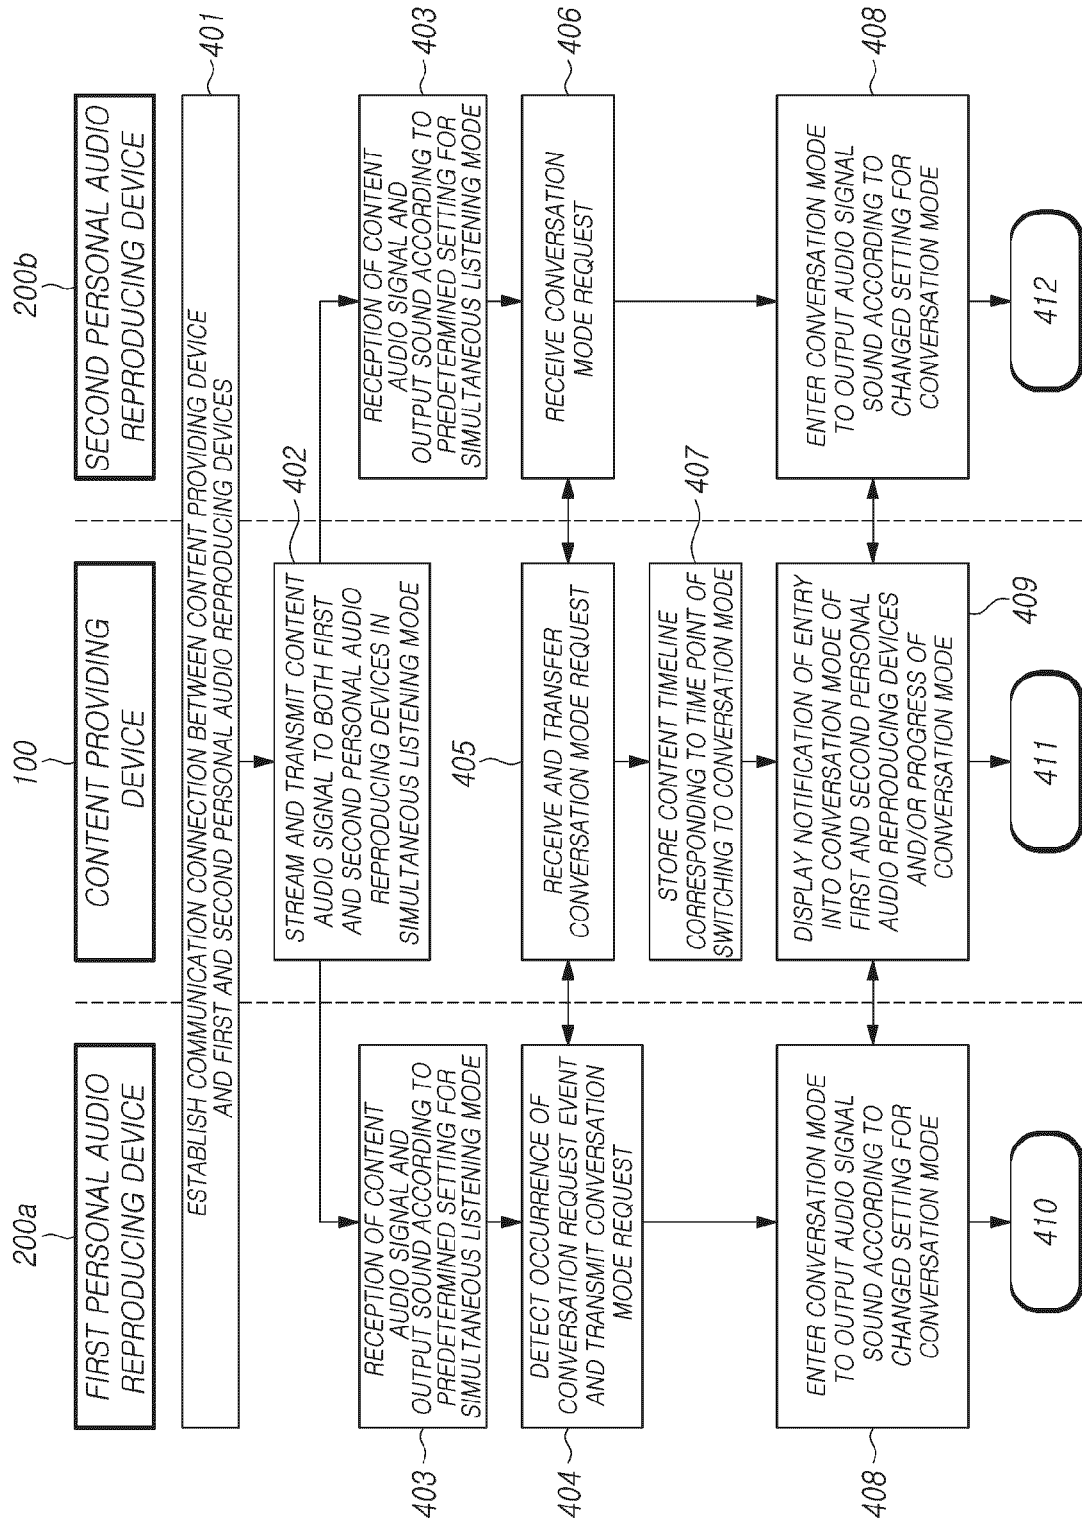 200a
100
200b
FIRST PERSONAL AUDIO
REPRODUCING DEVICE
CONTENT PROVIDING
DEVICE
SECOND PERSONAL AUDIO
REPRODUCING DEVICE
ESTABLISH COMMUNICATION CONNECTION BETWEEN CONTENT PROVIDING DEVICE
AND FIRST AND SECOND PERSONAL AUDIO REPRODUCING DEVICES
401
402
STREAM AND TRANSMIT CONTENT
AUDIO SIGNAL TO BOTH FIRST
AND SECOND PERSONAL AUDIO
REPRODUCING DEVICES IN
SIMULTANEOUS LISTENING MODE
403
RECEPTION OF CONTENT
AUDIO SIGNAL AND
OUTPUT SOUND ACCORDING TO
PREDETERMINED SETTING FOR
SIMULTANEOUS LISTENING MODE
RECEPTION OF CONTENT
AUDIO SIGNAL AND
OUTPUT SOUND ACCORDING TO
PREDETERMINED SETTING FOR
SIMULTANEOUS LISTENING MODE
403
404
DETECT OCCURRENCE OF
CONVERSATION REQUEST EVENT
AND TRANSMIT CONVERSATION
MODE REQUEST
405
RECEIVE AND TRANSFER
CONVERSATION MODE REQUEST
RECEIVE CONVERSATION
MODE REQUEST
406
STORE CONTENT TIMELINE
CORRESPONDING TO TIME POINT OF
SWITCHING TO CONVERSATION MODE
407
408
ENTER CONVERSATION MODE
TO OUTPUT AUDIO SIGNAL
SOUND ACCORDING TO
CHANGED SETTING FOR
CONVERSATION MODE
DISPLAY NOTIFICATION OF ENTRY
INTO CONVERSATION MODE OF
FIRST AND SECOND PERSONAL
AUDIO REPRODUCING DEVICES
AND/OR PROGRESS OF
CONVERSATION MODE
409
ENTER CONVERSATION MODE
TO OUTPUT AUDIO SIGNAL
SOUND ACCORDING TO
CHANGED SETTING FOR
CONVERSATION MODE
408
410
411
412